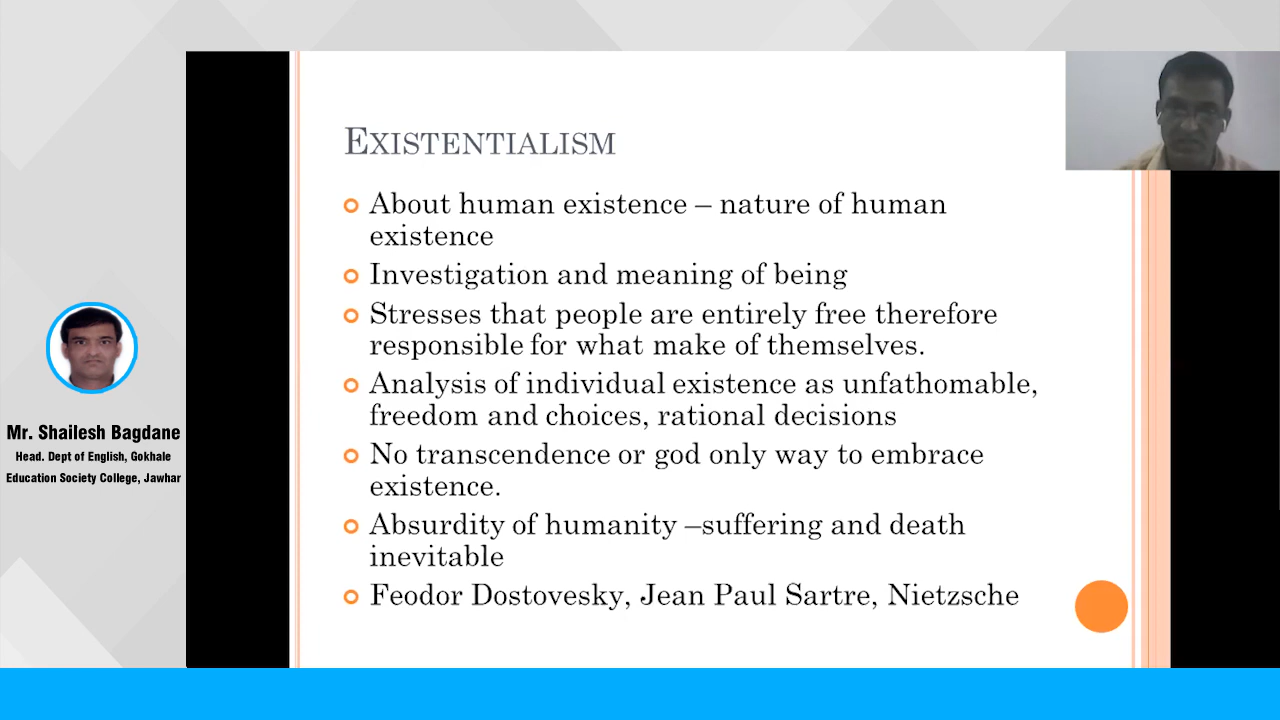 EXISTENTIALISM
About human existence – nature of human
existence
Investigation and meaning of being
Stresses that people are entirely free therefore
responsible for what make of themselves.
Analysis of individual existence as unfathomable,
freedom and choices, rational decisions
No transcendence or god only way to embrace
existence.
Absurdity of humanity –suffering and death
inevitable
Feodor Dostovesky, Jean Paul Sartre, Nietzsche
Mr. Shailesh Bagdane
Head. Dept of English, Gokhale
Education Society College, Jawhar